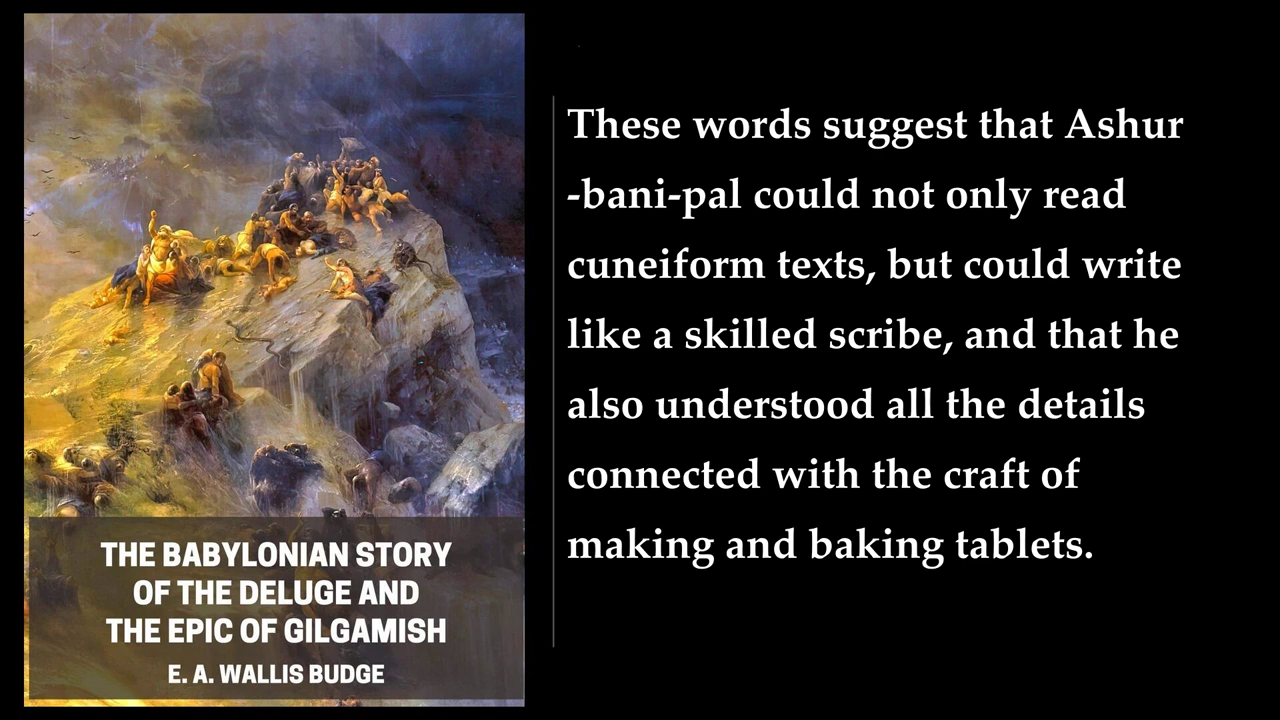 THE BABYLONIAN STORY
OF THE DELUGE AND
THE EPIC OF GILGAMISH
E. A. WALLIS BUDGE
These words suggest that Ashur
-bani-pal could not only read
cuneiform texts, but could write
like a skilled scribe, and that he
also understood all the details
connected with the craft of
making and baking tablets.